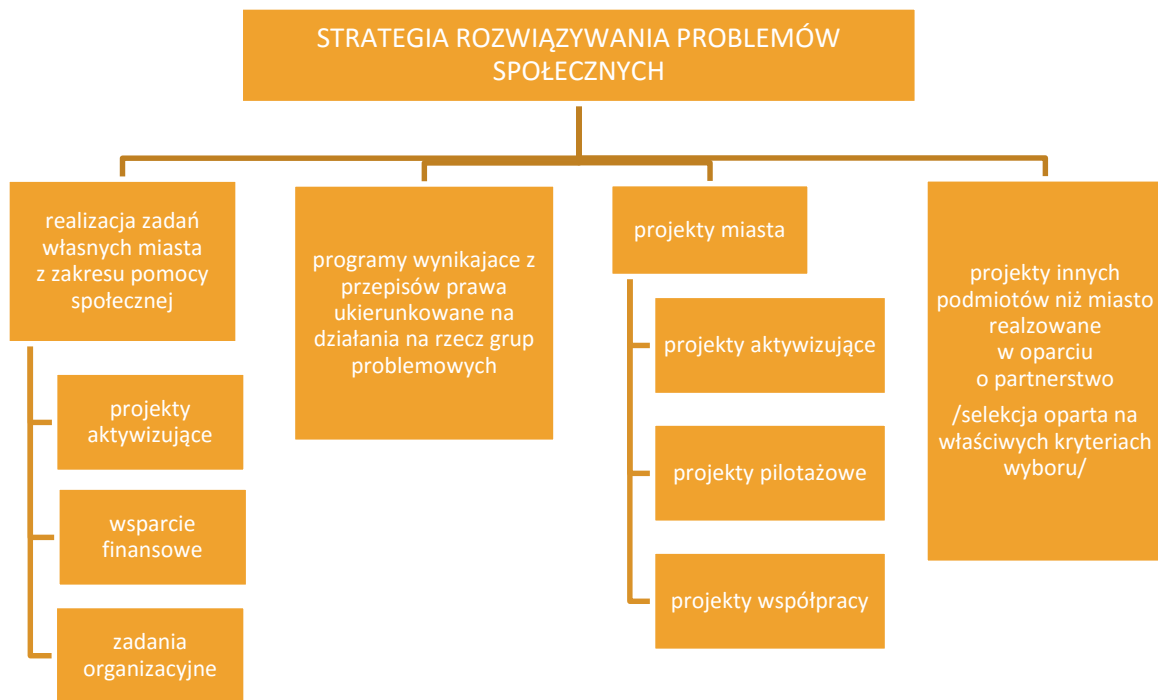 STRATEGIA ROZWIĄZYWANIA PROBLEMÓW
SPOŁECZNYCH
realizacja zadań
własnych miasta
z zakresu pomocy
społecznej
projekty
aktywizujące
wsparcie
finansowe
zadania
organizacyjne
programy wynikajace z
przepisów prawa
ukierunkowane na
działania na rzecz grup
problemowych
projekty miasta
projekty aktywizujące
projekty pilotażowe
projekty współpracy
projekty innych
podmiotów niż miasto
realzowane
w oparciu
o partnerstwo
/selekcja oparta na
właściwych kryteriach
wyboru/